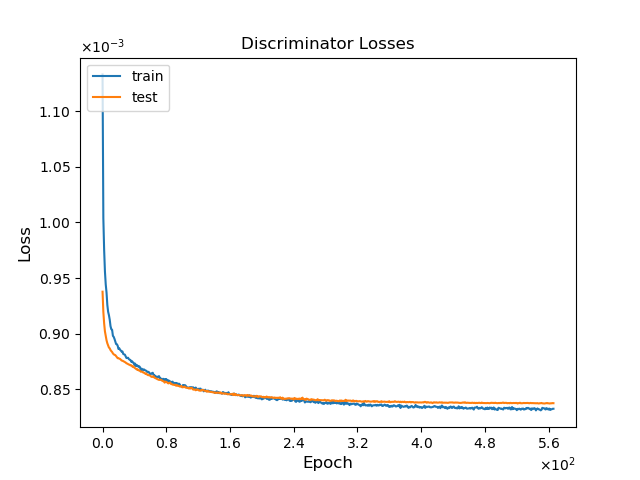 Discriminator Losses
×10⁻³
train
test
1.10
1.05
1.00
0.95
0.90
0.85
Loss
0.0 0.8 1.6 2.4 3.2 4.0 4.8 5.6
Epoch
×10²